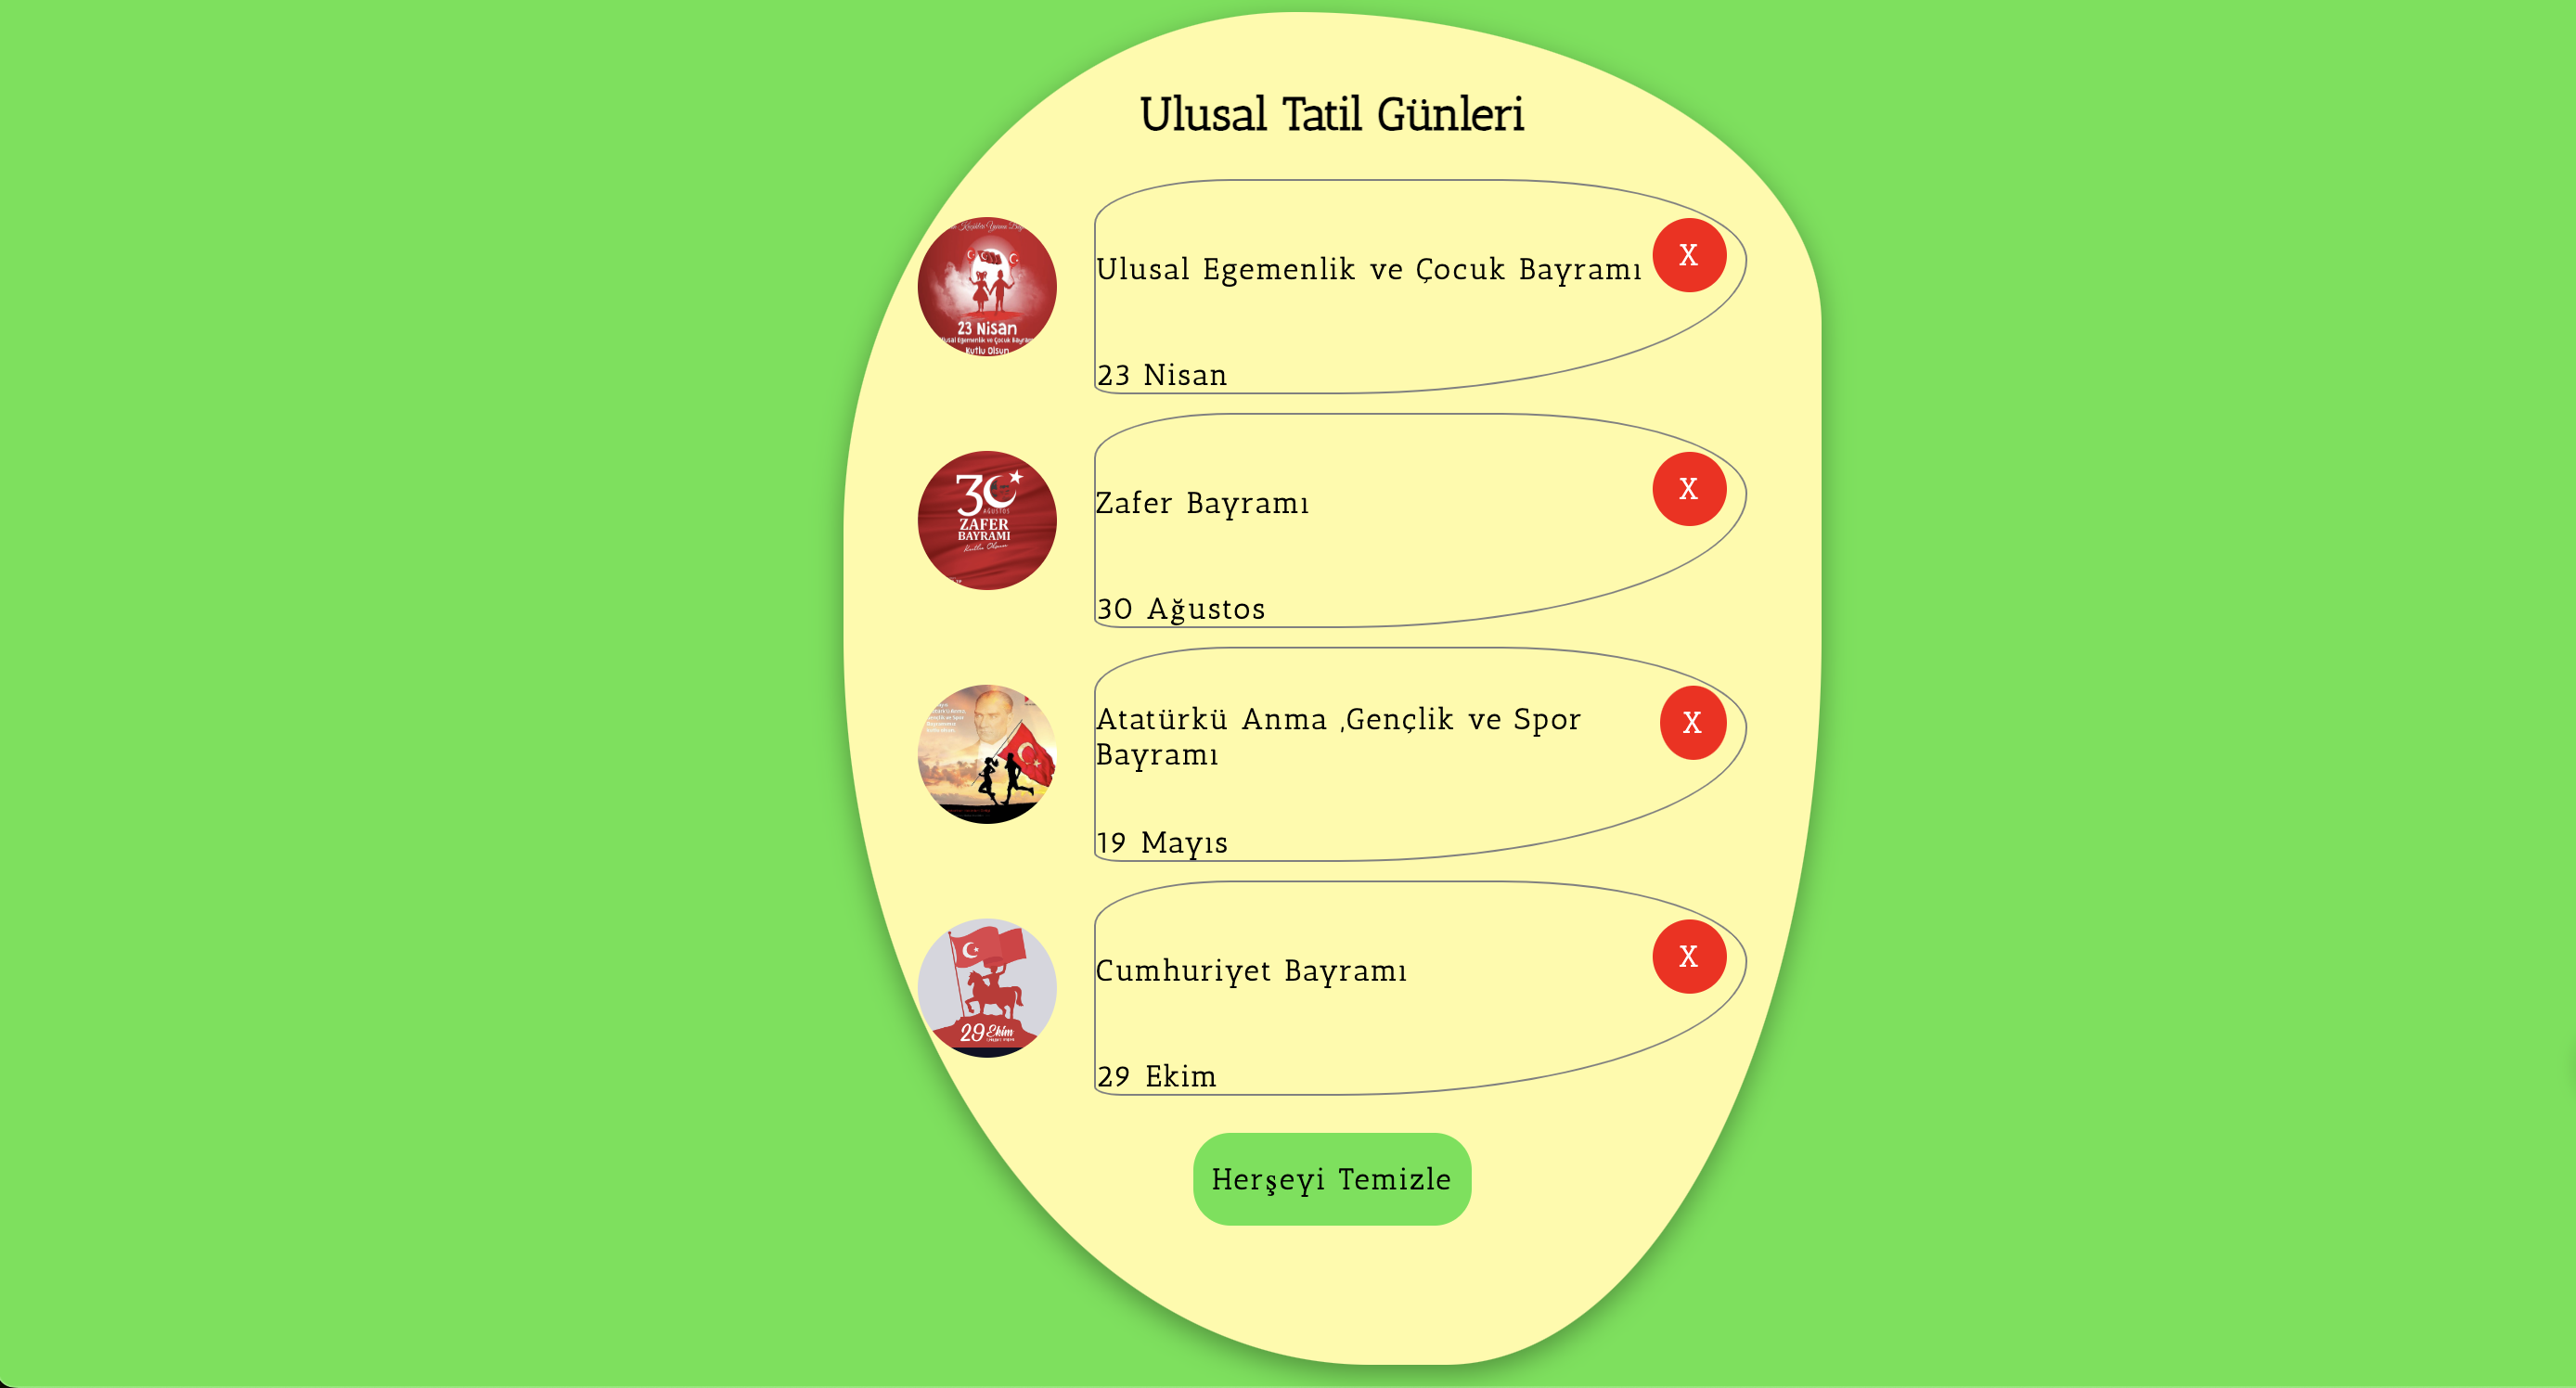 Ulusal Tatil Günleri
Ulusal Egemenlik ve Çocuk Bayramı
X
23 Nisan
23 Nisan
Ulusal Egemenlik ve Çocuk Bayramı
Kutlu Olsun
Zafer Bayramı
X
30 Ağustos
30
AĞUSTOS
ZAFER
BAYRAMI
Kutlu Olsun
Atatürkü Anma ,Gençlik ve Spor
Bayramı
X
19 Mayıs
Cumhuriyet Bayramı
X
29 Ekim
29 Ekim
Herşeyi Temizle